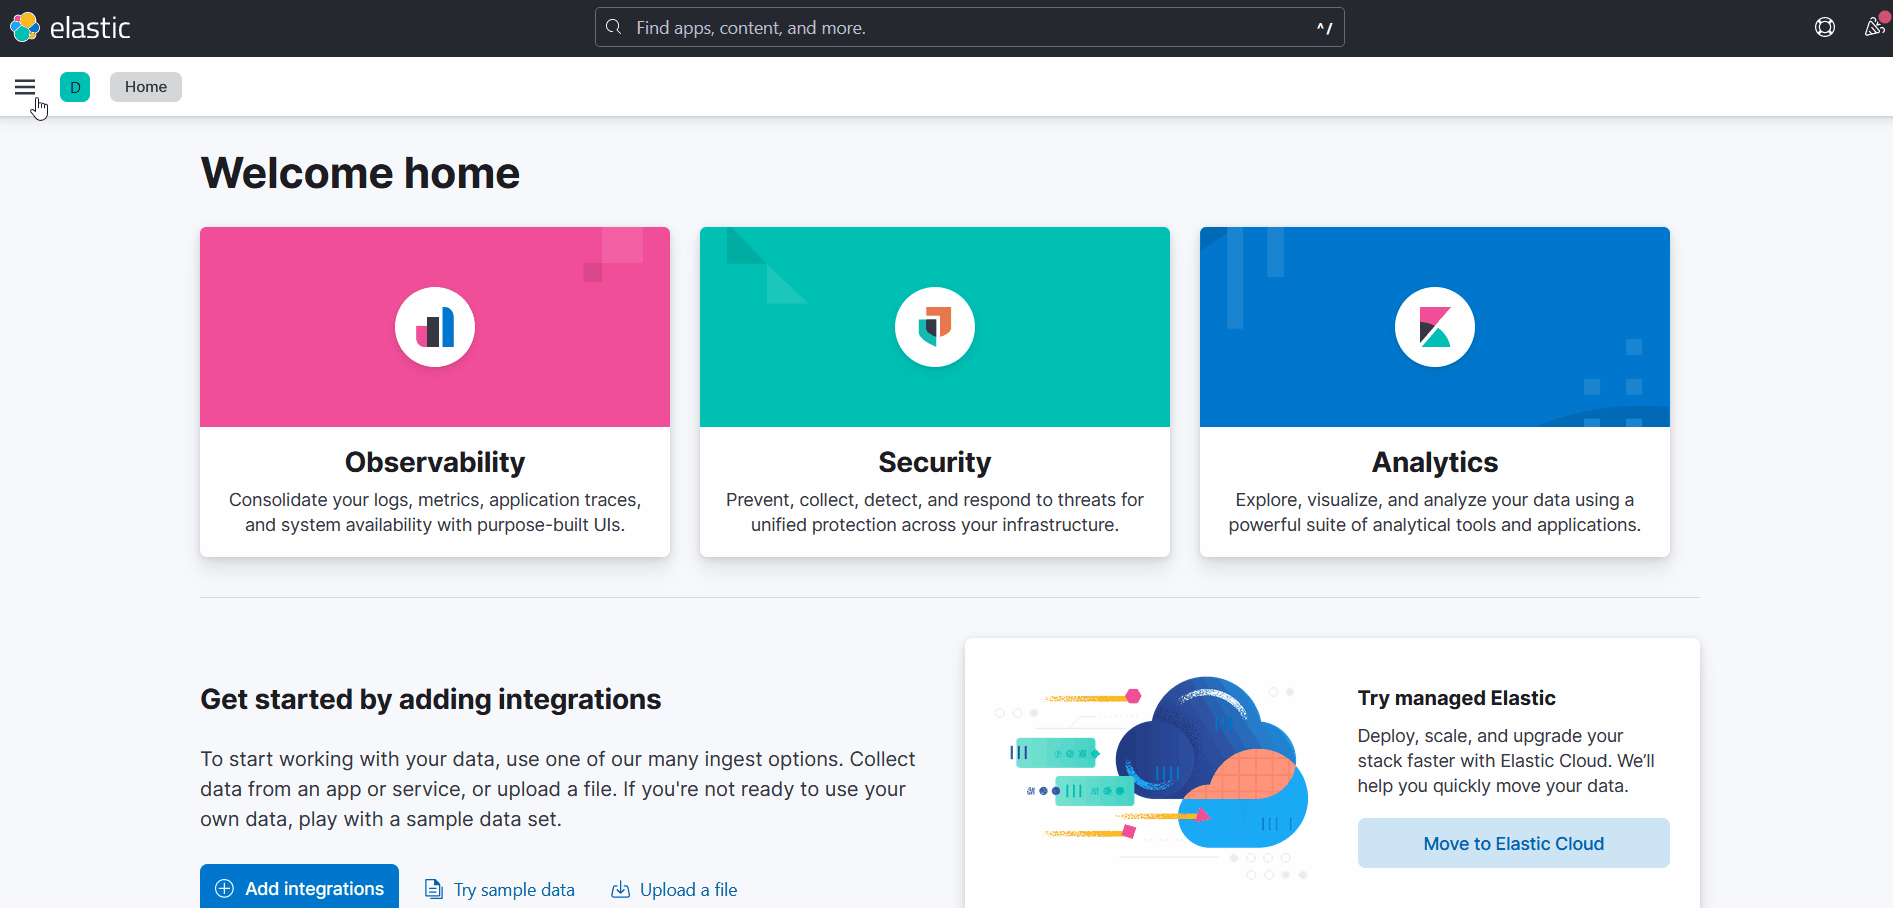 elastic
Find apps, content, and more.
^/
D
Home
Welcome home
Observability
Consolidate your logs, metrics, application traces,
and system availability with purpose-built UIs.
Security
Prevent, collect, detect, and respond to threats for
unified protection across your infrastructure.
Analytics
Explore, visualize, and analyze your data using a
powerful suite of analytical tools and applications.
Get started by adding integrations
To start working with your data, use one of our many ingest options. Collect
data from an app or service, or upload a file. If you're not ready to use your
own data, play with a sample data set.
Add integrations
Try sample data
Upload a file
Try managed Elastic
Deploy, scale, and upgrade your
stack faster with Elastic Cloud. We’ll
help you quickly move your data.
Move to Elastic Cloud